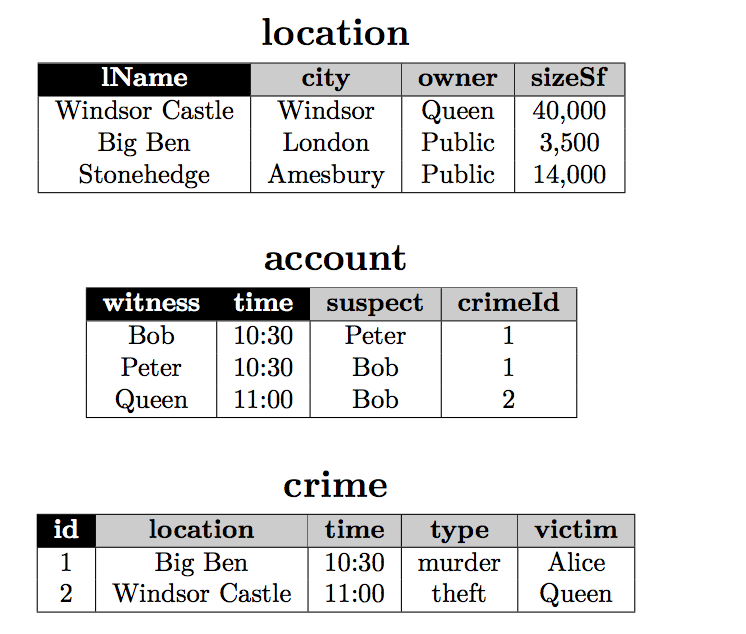 location
lName city owner sizeSf
Windsor Castle Windsor Queen 40,000
Big Ben London Public 3,500
Stonehedge Amesbury Public 14,000
account
witness time suspect crimeId
Bob 10:30 Peter 1
Peter 10:30 Bob 1
Queen 11:00 Bob 2
crime
id location time type victim
1 Big Ben 10:30 murder Alice
2 Windsor Castle 11:00 theft Queen